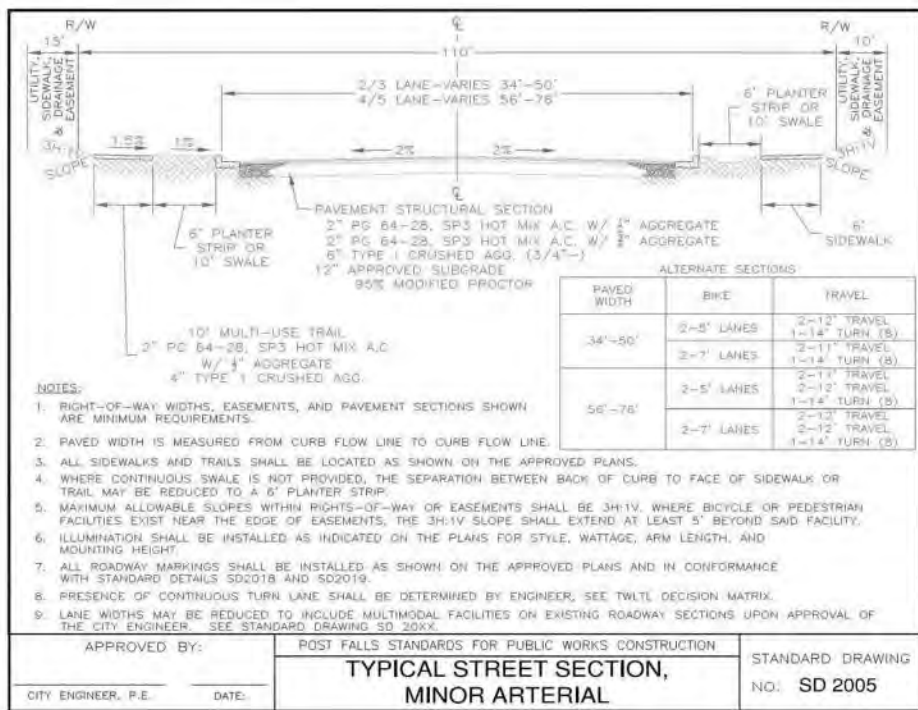 R/W
℄
R/W
15'
110'
10'
UTILITY,
SIDEWALK,
& DRAINAGE
EASEMENT
2/3 LANE-VARIES 34'-50'
4/5 LANE-VARIES 56'-76'
6' PLANTER
STRIP OR
10' SWALE
UTILITY,
SIDEWALK,
& DRAINAGE
EASEMENT
3H:1V
SLOPE
1.5%
1%
2%
2%
3H:1V
SLOPE
℄
6' PLANTER
STRIP OR
10' SWALE
PAVEMENT STRUCTURAL SECTION
2" PG 64-28, SP3 HOT MIX A.C. W/ AGGREGATE
2" PG 64-28, SP3 HOT MIX A.C. W/ AGGREGATE
6" TYPE 1 CRUSHED AGG. (3/4"-)
12" APPROVED SUBGRADE
95% MODIFIED PROCTOR
6'
SIDEWALK
10' MULTI-USE TRAIL
2" PG 64-28, SP3 HOT MIX A.C
W/ AGGREGATE
4" TYPE 1 CRUSHED AGG.
ALTERNATE SECTIONS
PAVED WIDTH BIKE TRAVEL
34'-50'
2-5' LANES
2-12' TRAVEL
1-14' TURN (8)
2-7' LANES
2-11' TRAVEL
1-14' TURN (8)
56'-76'
2-5' LANES
2-11' TRAVEL
2-12' TRAVEL
1-14' TURN (8)
2-7' LANES
2-12' TRAVEL
2-12' TRAVEL
1-14' TURN (8)
NOTES:
1. RIGHT-OF-WAY WIDTHS, EASEMENTS, AND PAVEMENT SECTIONS SHOWN
ARE MINIMUM REQUIREMENTS.
2. PAVED WIDTH IS MEASURED FROM CURB FLOW LINE TO CURB FLOW LINE.
3. ALL SIDEWALKS AND TRAILS SHALL BE LOCATED AS SHOWN ON THE APPROVED PLANS.
4. WHERE CONTINUOUS SWALE IS NOT PROVIDED, THE SEPARATION BETWEEN BACK OF CURB TO FACE OF SIDEWALK OR
TRAIL MAY BE REDUCED TO A 6' PLANTER STRIP.
5. MAXIMUM ALLOWABLE SLOPES WITHIN RIGHTS-OF-WAY OR EASEMENTS SHALL BE 3H:1V. WHERE BICYCLE OR PEDESTRIAN
FACILITIES EXIST NEAR THE EDGE OF EASEMENTS, THE 3H:1V SLOPE SHALL EXTEND AT LEAST 5' BEYOND SAID FACILITY.
6. ILLUMINATION SHALL BE INSTALLED AS INDICATED ON THE PLANS FOR STYLE, WATTAGE, ARM LENGTH, AND
MOUNTING HEIGHT.
7. ALL ROADWAY MARKINGS SHALL BE INSTALLED AS SHOWN ON THE APPROVED PLANS AND IN CONFORMANCE
WITH STANDARD DETAILS SD2018 AND SD2019.
8. PRESENCE OF CONTINUOUS TURN LANE SHALL BE DETERMINED BY ENGINEER, SEE TWLTL DECISION MATRIX.
9. LANE WIDTHS MAY BE REDUCED TO INCLUDE MULTIMODAL FACILITIES ON EXISTING ROADWAY SECTIONS UPON APPROVAL OF
THE CITY ENGINEER. SEE STANDARD DRAWING SD 20XX.
APPROVED BY:
CITY ENGINEER, P.E. DATE:
POST FALLS STANDARDS FOR PUBLIC WORKS CONSTRUCTION
TYPICAL STREET SECTION,
MINOR ARTERIAL
STANDARD DRAWING
NO. SD 2005